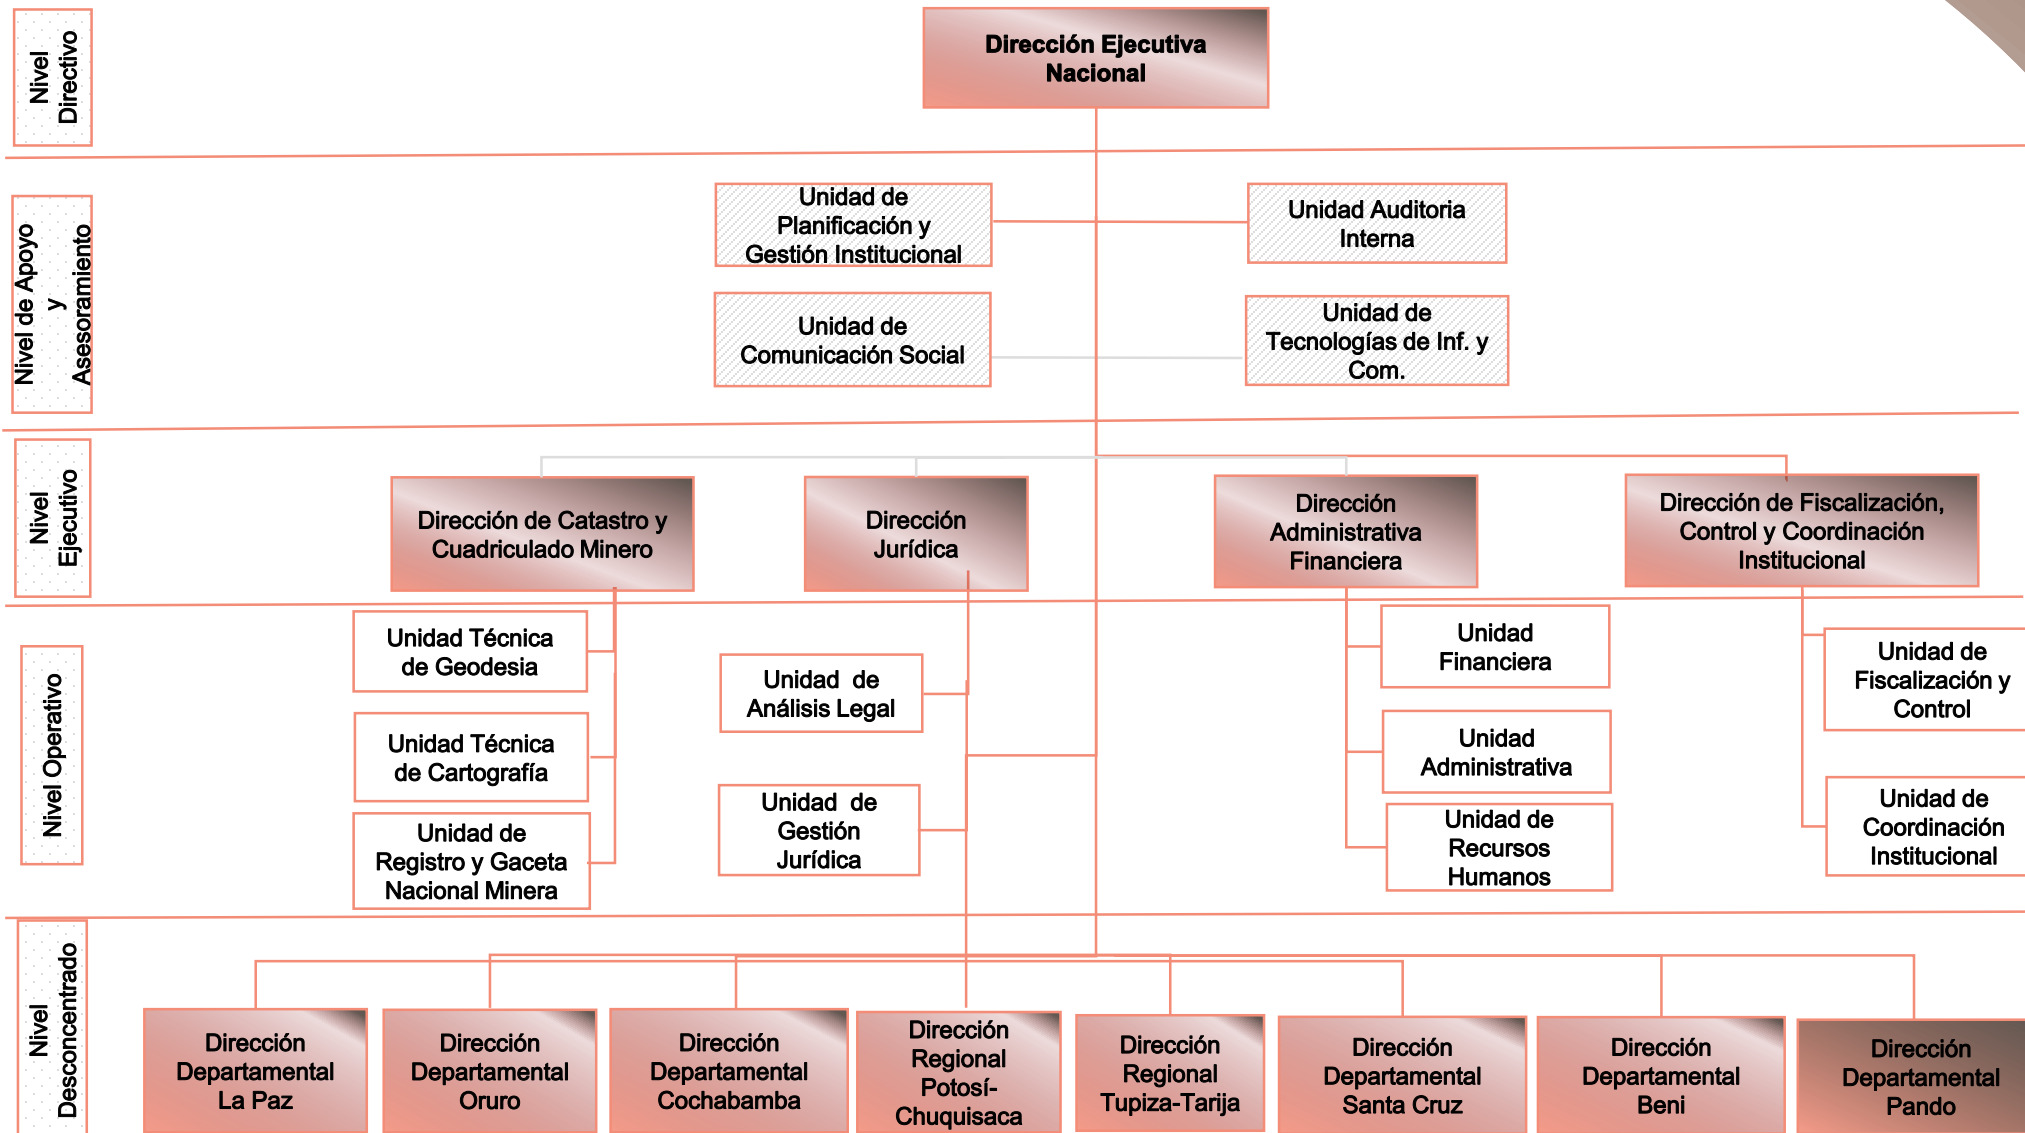 Nivel
Directivo
Dirección Ejecutiva
Nacional
Nivel de Apoyo
y
Asesoramiento
Unidad de
Planificación y
Gestión Institucional
Unidad Auditoria
Interna
Unidad de
Comunicación Social
Unidad de
Tecnologías de Inf. y
Com.
Nivel
Ejecutivo
Dirección de Catastro y
Cuadriculado Minero
Dirección
Jurídica
Dirección
Administrativa
Financiera
Dirección de Fiscalización,
Control y Coordinación
Institucional
Nivel Operativo
Unidad Técnica
de Geodesia
Unidad Técnica
de Cartografía
Unidad de
Registro y Gaceta
Nacional Minera
Unidad de
Análisis Legal
Unidad de
Gestión
Jurídica
Unidad
Financiera
Unidad
Administrativa
Unidad de
Recursos
Humanos
Unidad de
Fiscalización y
Control
Unidad de
Coordinación
Institucional
Nivel
Desconcentrado
Dirección
Departamental
La Paz
Dirección
Departamental
Oruro
Dirección
Departamental
Cochabamba
Dirección
Regional
Potosí-
Chuquisaca
Dirección
Regional
Tupiza-Tarija
Dirección
Departamental
Santa Cruz
Dirección
Departamental
Beni
Dirección
Departamental
Pando